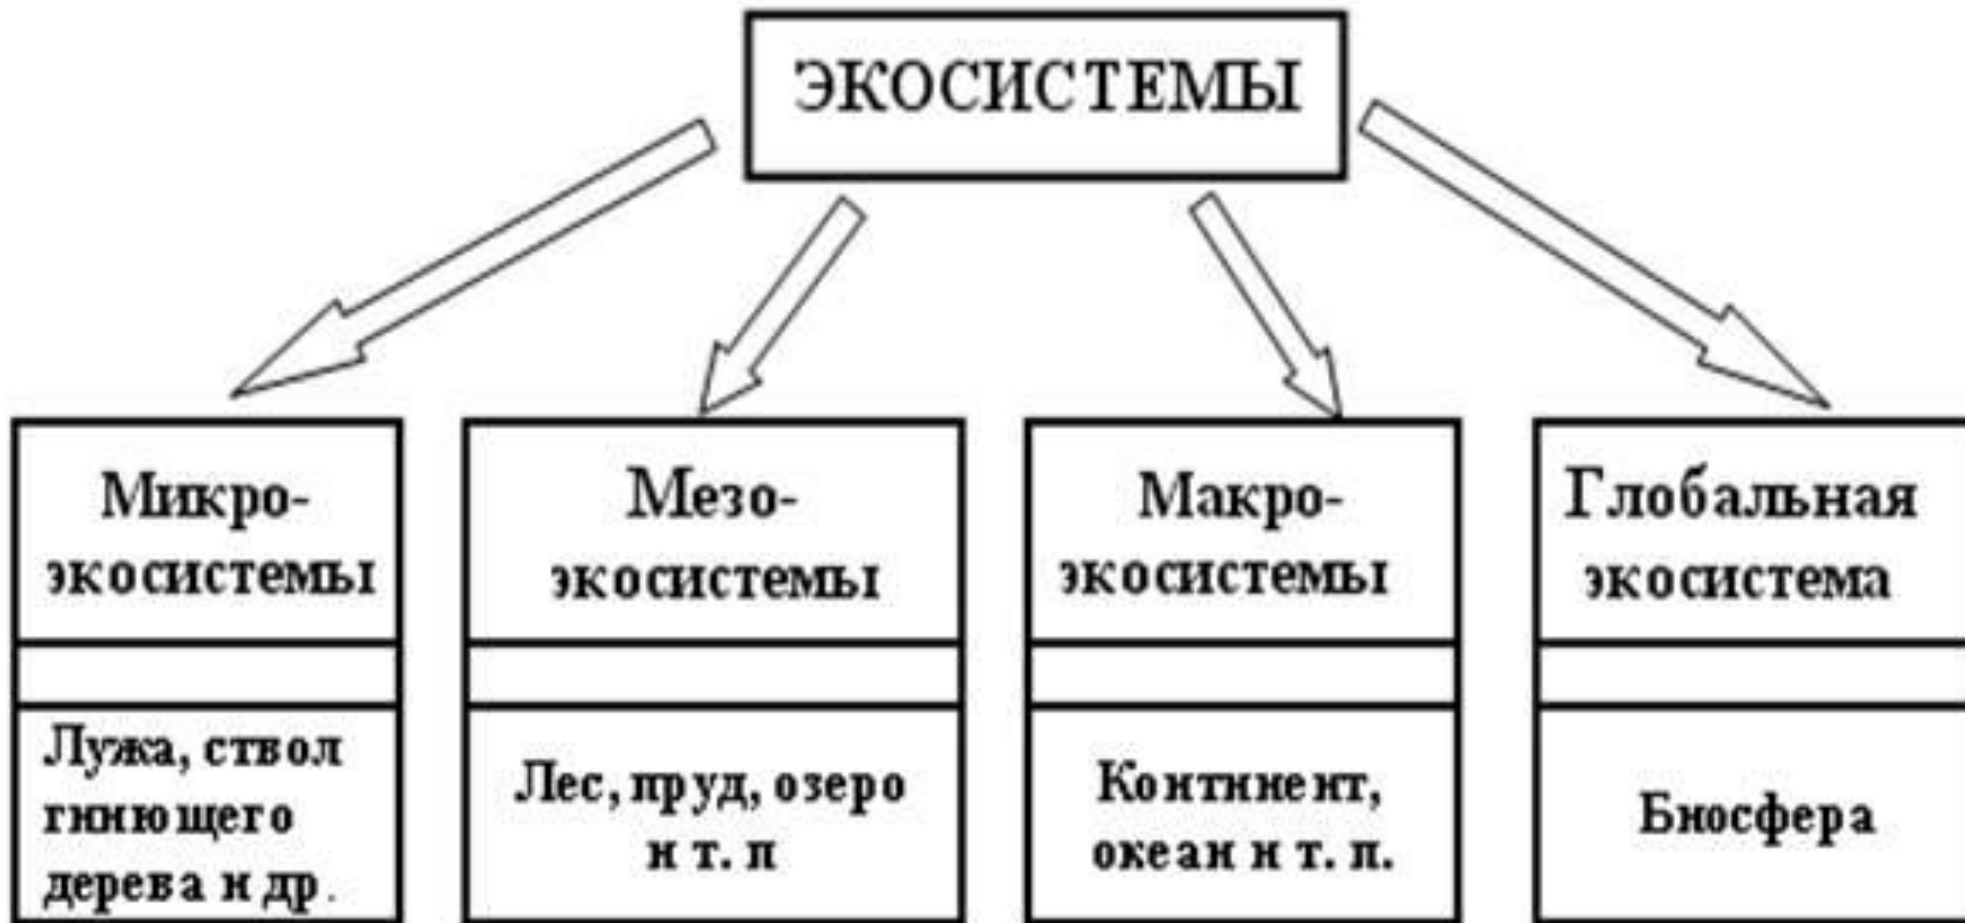 ЭКОСИСТЕМЫ
Микро-
экосистемы
Лужа, ствол
гниющего
дерева и др.
Мезо-
экосистемы
Лес, пруд, озеро
и т. п
Макро-
экосистемы
Континент,
океан и т. п.
Глобальная
экосистема
Биосфера